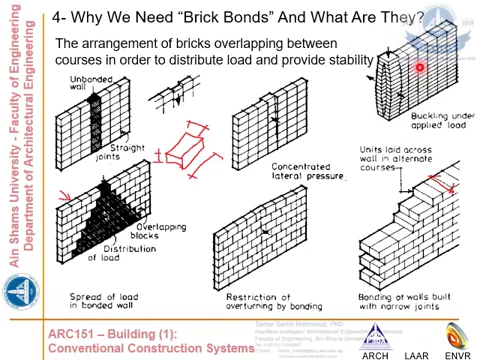 4- Why We Need “Brick Bonds” And What Are They?
The arrangement of bricks overlapping between
courses in order to distribute load and provide stability
Ain Shams University - Faculty of Engineering
Department of Architectural Engineering
Unbonded
wall
Straight
joints
Concentrated
lateral pressure
Buckling under
applied load
Units laid across
wall in alternate
courses
Overlapping
blocks
Distribution
of load
Spread of load
in bonded wall
Restriction of
overturning by bonding
Bonding of walls built
with narrow joints
ARC151 – Building (1):
Conventional Construction Systems
Tamer Samir Mahmoud, PhD
ARCH LAAR ENVR